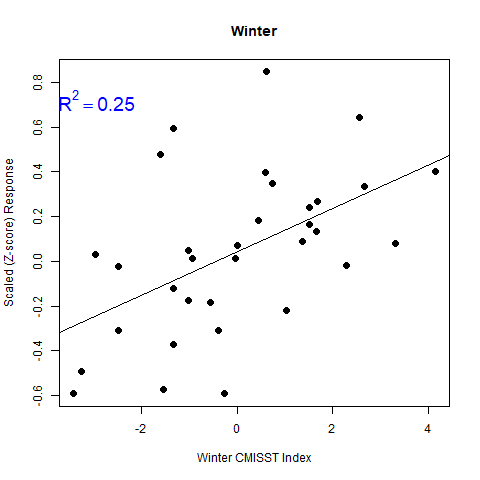 Winter
R² = 0.25
0.8
0.6
0.4
0.2
0.0
-0.2
-0.4
-0.6
Scaled (Z-score) Response
-2 0 2 4
Winter CMISST Index